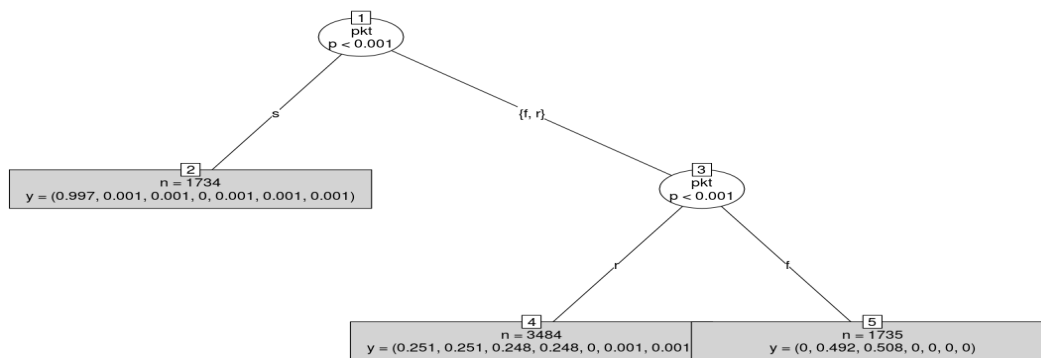 1
pkt
p < 0.001
s
{f, r}
2
n = 1734
y = (0.997, 0.001, 0.001, 0, 0.001, 0.001, 0.001)
3
pkt
p < 0.001
r
f
4
n = 3484
y = (0.251, 0.251, 0.248, 0.248, 0, 0.001, 0.001
5
n = 1735
y = (0, 0.492, 0.508, 0, 0, 0, 0)